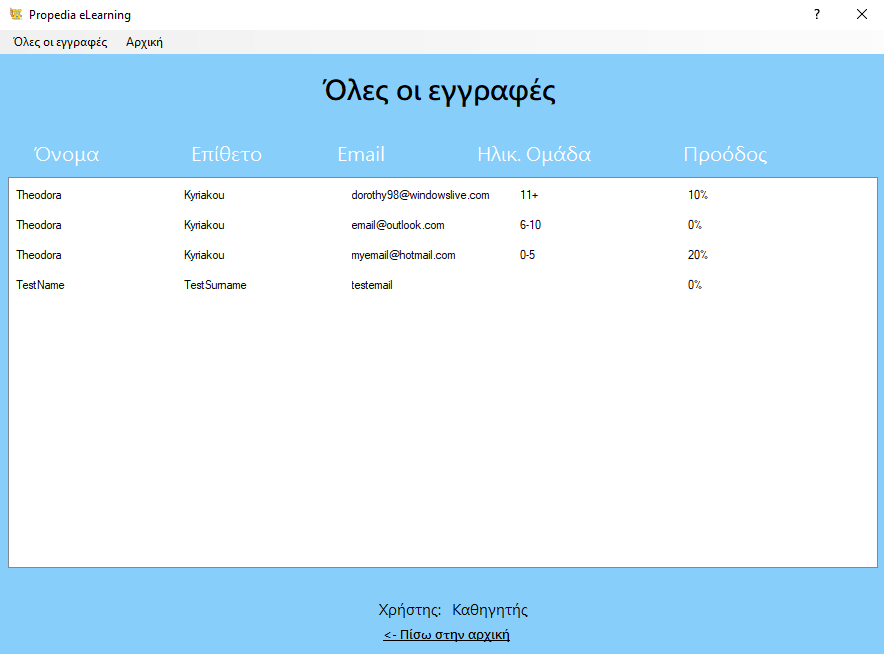 Propedia eLearning ?
Όλες οι εγγραφές Αρχική
Όλες οι εγγραφές
Όνομα Επίθετο Email Ηλικ. Ομάδα Προόδος
Theodora Kyriakou dorothy98@windowslive.com 11+ 10%
Theodora Kyriakou email@outlook.com 6-10 0%
Theodora Kyriakou myemail@hotmail.com 0-5 20%
TestName TestSurname testemail 0%
Χρήστης: Καθηγητής
<- Πίσω στην αρχική